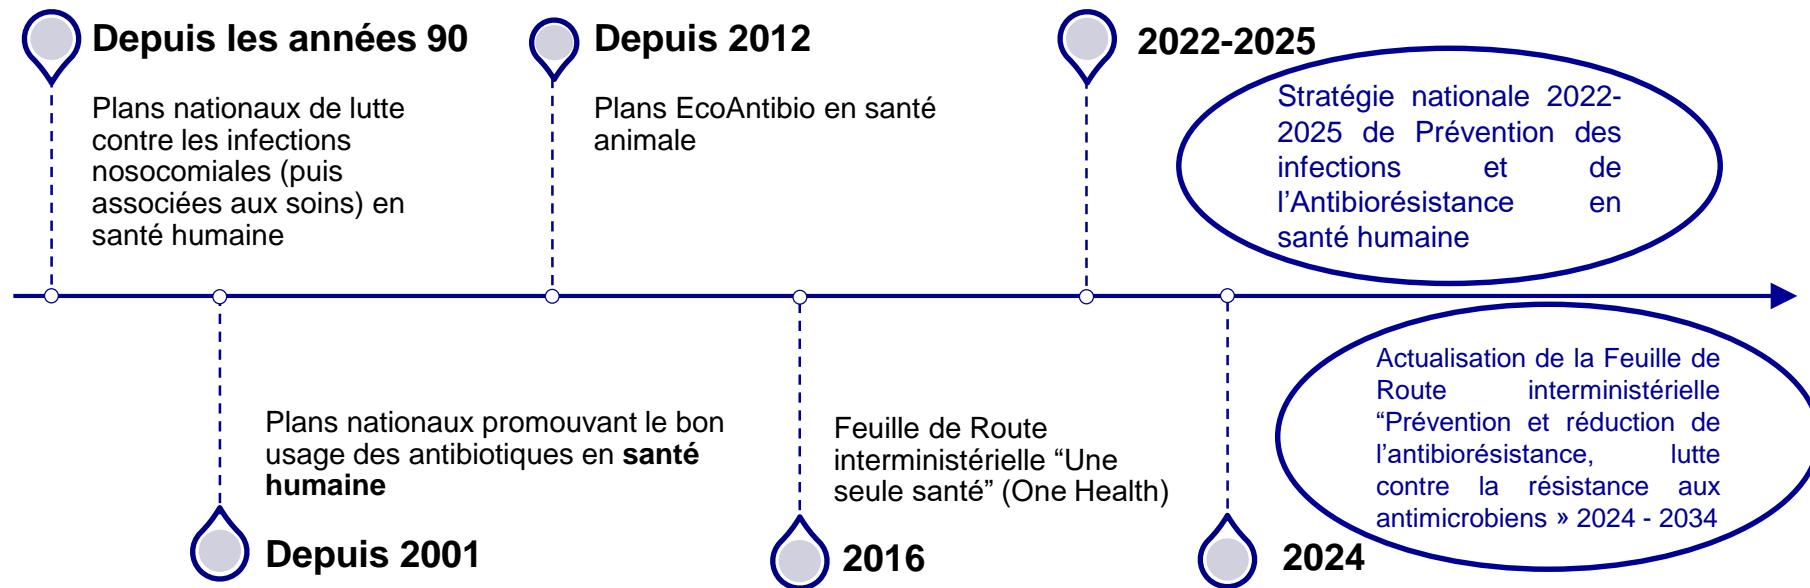 Depuis les années 90
Plans nationaux de lutte
contre les infections
nosocomiales (puis
associées aux soins) en
santé humaine
Depuis 2012
Plans EcoAntibio en santé
animale
2022-2025
Stratégie nationale 2022-
2025 de Prévention des
infections et de
l’Antibiorésistance en
santé humaine
Plans nationaux promouvant le bon
usage des antibiotiques en santé
humaine
Depuis 2001
Feuille de Route
interministérielle “Une
seule santé” (One Health)
2016
Actualisation de la Feuille de
Route interministérielle
“Prévention et réduction de
l’antibiorésistance, lutte
contre la résistance aux
antimicrobiens » 2024 - 2034
2024